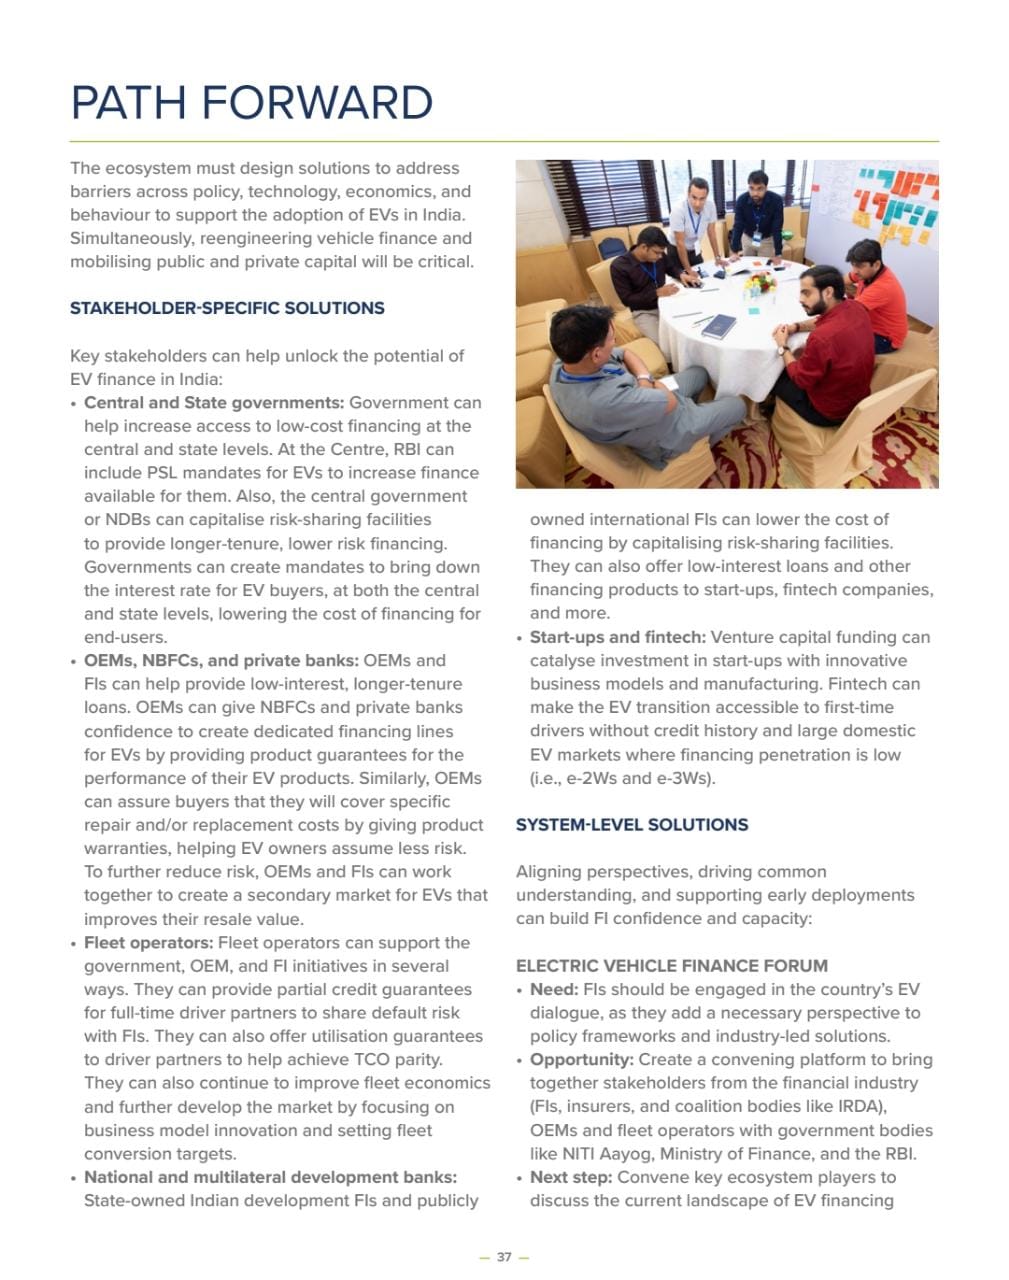 PATH FORWARD
The ecosystem must design solutions to address
barriers across policy, technology, economics, and
behaviour to support the adoption of EVs in India.
Simultaneously, reengineering vehicle finance and
mobilising public and private capital will be critical.
STAKEHOLDER-SPECIFIC SOLUTIONS
Key stakeholders can help unlock the potential of
EV finance in India:
• Central and State governments: Government can
help increase access to low-cost financing at the
central and state levels. At the Centre, RBI can
include PSL mandates for EVs to increase finance
available for them. Also, the central government
or NDBs can capitalise risk-sharing facilities
to provide longer-tenure, lower risk financing.
Governments can create mandates to bring down
the interest rate for EV buyers, at both the central
and state levels, lowering the cost of financing for
end-users.
• OEMs, NBFCs, and private banks: OEMs and
FIs can help provide low-interest, longer-tenure
loans. OEMs can give NBFCs and private banks
confidence to create dedicated financing lines
for EVs by providing product guarantees for the
performance of their EV products. Similarly, OEMs
can assure buyers that they will cover specific
repair and/or replacement costs by giving product
warranties, helping EV owners assume less risk.
To further reduce risk, OEMs and FIs can work
together to create a secondary market for EVs that
improves their resale value.
• Fleet operators: Fleet operators can support the
government, OEM, and FI initiatives in several
ways. They can provide partial credit guarantees
for full-time driver partners to share default risk
with FIs. They can also offer utilisation guarantees
to driver partners to help achieve TCO parity.
They can also continue to improve fleet economics
and further develop the market by focusing on
business model innovation and setting fleet
conversion targets.
• National and multilateral development banks:
State-owned Indian development FIs and publicly
owned international FIs can lower the cost of
financing by capitalising risk-sharing facilities.
They can also offer low-interest loans and other
financing products to start-ups, fintech companies,
and more.
• Start-ups and fintech: Venture capital funding can
catalyse investment in start-ups with innovative
business models and manufacturing. Fintech can
make the EV transition accessible to first-time
drivers without credit history and large domestic
EV markets where financing penetration is low
(i.e., e-2Ws and e-3Ws).
SYSTEM-LEVEL SOLUTIONS
Aligning perspectives, driving common
understanding, and supporting early deployments
can build FI confidence and capacity:
ELECTRIC VEHICLE FINANCE FORUM
• Need: FIs should be engaged in the country's EV
dialogue, as they add a necessary perspective to
policy frameworks and industry-led solutions.
• Opportunity: Create a convening platform to bring
together stakeholders from the financial industry
(FIs, insurers, and coalition bodies like IRDA),
OEMs and fleet operators with government bodies
like NITI Aayog, Ministry of Finance, and the RBI.
• Next step: Convene key ecosystem players to
discuss the current landscape of EV financing
— 37 —